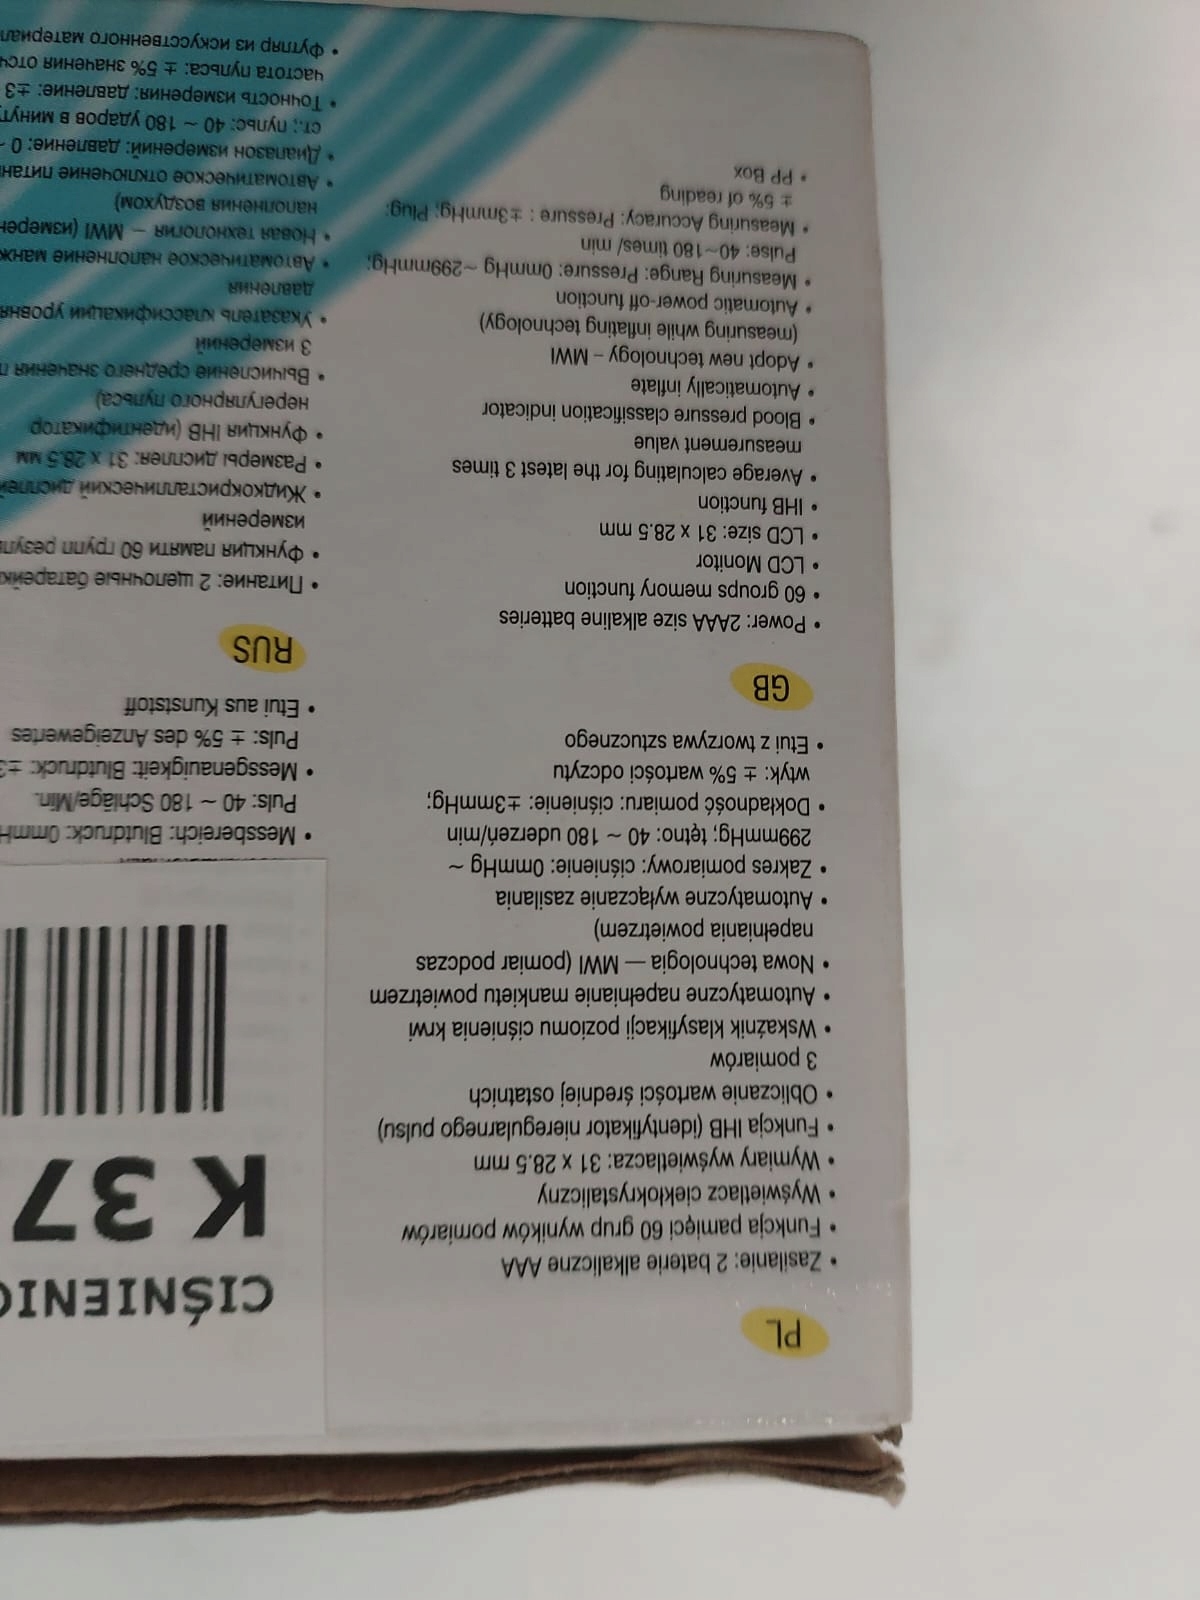 PL
• Zasilanie: 2 baterie alkaliczne AAA
• Funkcja pamięci 60 grup wyników pomiarów
• Wyświetlacz ciekłokrystaliczny
• Wymiary wyświetlacza: 31 x 28.5 mm
• Funkcja IHB (identyfikator nieregularnego pulsu)
• Obliczanie wartości średniej ostatnich
3 pomiarów
• Wskaźnik klasyfikacji poziomu ciśnienia krwi
• Automatyczne napełnianie mankietu powietrzem
• Nowa technologia — MWI (pomiar podczas
napełniania powietrzem)
• Automatyczne wyłączanie zasilania
• Zakres pomiarowy: ciśnienie: 0mmHg ~
299mmHg; tętno: 40 ~ 180 uderzeń/min
• Dokładność pomiaru: ciśnienie: ±3mmHg;
wtyk: ± 5% wartości odczytu
• Etui z tworzywa sztucznego
GB
• Power: 2AAA size alkaline batteries
• 60 groups memory function
• LCD Monitor
• LCD size: 31 x 28.5 mm
• IHB function
• Average calculating for the latest 3 times
measurement value
• Blood pressure classification indicator
• Automatically inflate
• Adopt new technology – MWI
(measuring while inflating technology)
• Automatic power-off function
• Measuring Range: Pressure: 0mmHg ~299mmHg;
Pulse: 40~180 times/ min
• Measuring Accuracy: Pressure : ±3mmHg; Plug:
± 5% of reading
• PP Box
K 37
• Messbereich: Blutdruck: 0mmH
Puls: 40 ~ 180 Schläge/Min.
• Messgenauigkeit: Blutdruck: ±3
Puls: ± 5% des Anzeigewertes
• Etui aus Kunststoff
RUS
• Питание: 2 щелочные
• Функция памяти 60 групп
измерений
• Жидкокристаллический
• Размеры дисплея: 31 x 28.5 мм
• Функция IHB (идентификатор
нерегулярного пульса)
• Вычисление среднего значения
3 измерений
• Указатель классификации уровня
давления
• Автоматическое наполнение
• Новая технология – MWI
наполнения воздухом)
• Автоматическое отключение
• Диапазон измерений: давление: 0
ст.; пульс: 40 ~ 180 ударов в
• Точность измерения: давление: ±3
частота пульса: ± 5% значения
• Футляр из искусственного